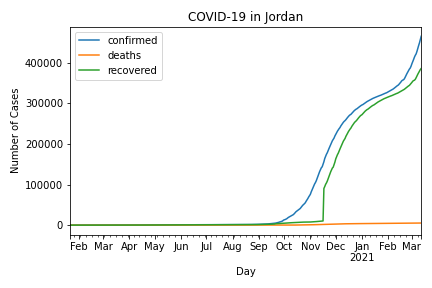 COVID-19 in Jordan
confirmed
deaths
recovered
Number of Cases
400000
300000
200000
100000
0
Feb Mar Apr May Jun Jul Aug Sep Oct Nov Dec Jan Feb Mar
2021
Day